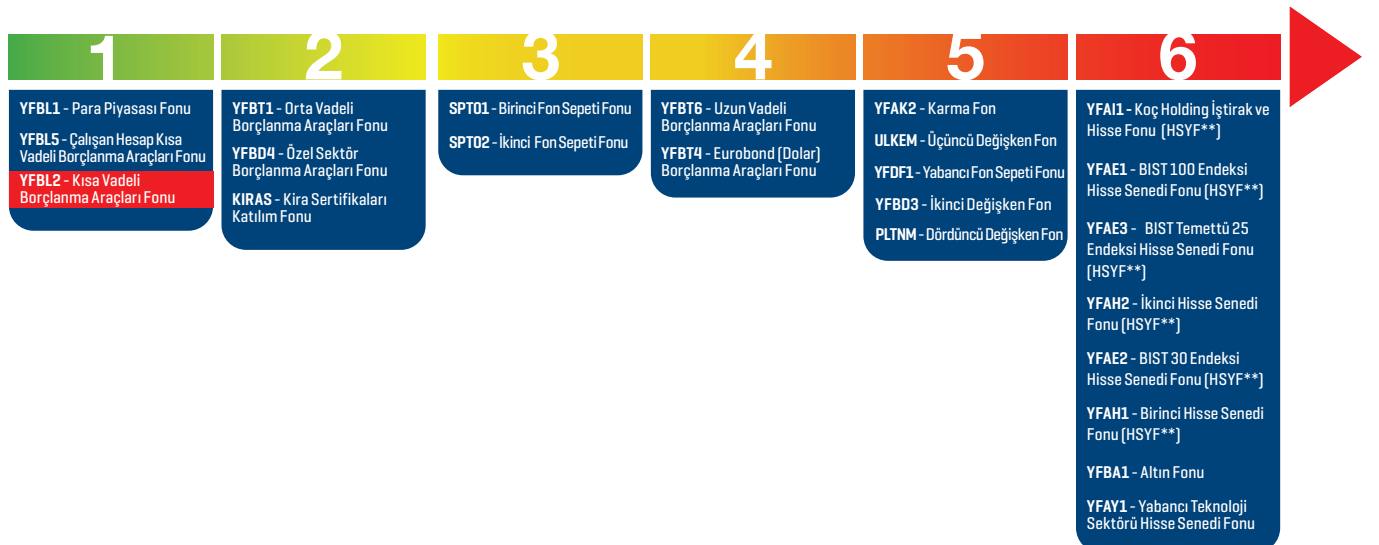 1
YFBL1 - Para Piyasası Fonu
YFBL5 - Çalışan Hesap Kısa
Vadeli Borçlanma Araçları Fonu
YFBL2 - Kısa Vadeli
Borçlanma Araçları Fonu
2
YFBT1 - Orta Vadeli
Borçlanma Araçları Fonu
YFBD4 - Özel Sektör
Borçlanma Araçları Fonu
KIRAS - Kira Sertifikaları
Katılım Fonu
3
SPT01 - Birinci Fon Sepeti Fonu
SPT02 - İkinci Fon Sepeti Fonu
4
YFBT6 - Uzun Vadeli
Borçlanma Araçları Fonu
YFBT4 - Eurobond (Dolar)
Borçlanma Araçları Fonu
5
YFAK2 - Karma Fon
ULKEM - Üçüncü Değişken Fon
YFDF1 - Yabancı Fon Sepeti Fonu
YFBD3 - İkinci Değişken Fon
PLTNM - Dördüncü Değişken Fon
6
YFAI1 - Koç Holding İştirak ve
Hisse Fonu (HSYF**)
YFAE1 - BIST 100 Endeksi
Hisse Senedi Fonu (HSYF**)
YFAE3 - BIST Temettü 25
Endeksi Hisse Senedi Fonu
(HSYF**)
YFAH2 - İkinci Hisse Senedi
Fonu (HSYF**)
YFAE2 - BIST 30 Endeksi
Hisse Senedi Fonu (HSYF**)
YFAH1 - Birinci Hisse Senedi
Fonu (HSYF**)
YFBA1 - Altın Fonu
YFAY1 - Yabancı Teknoloji
Sektörü Hisse Senedi Fonu